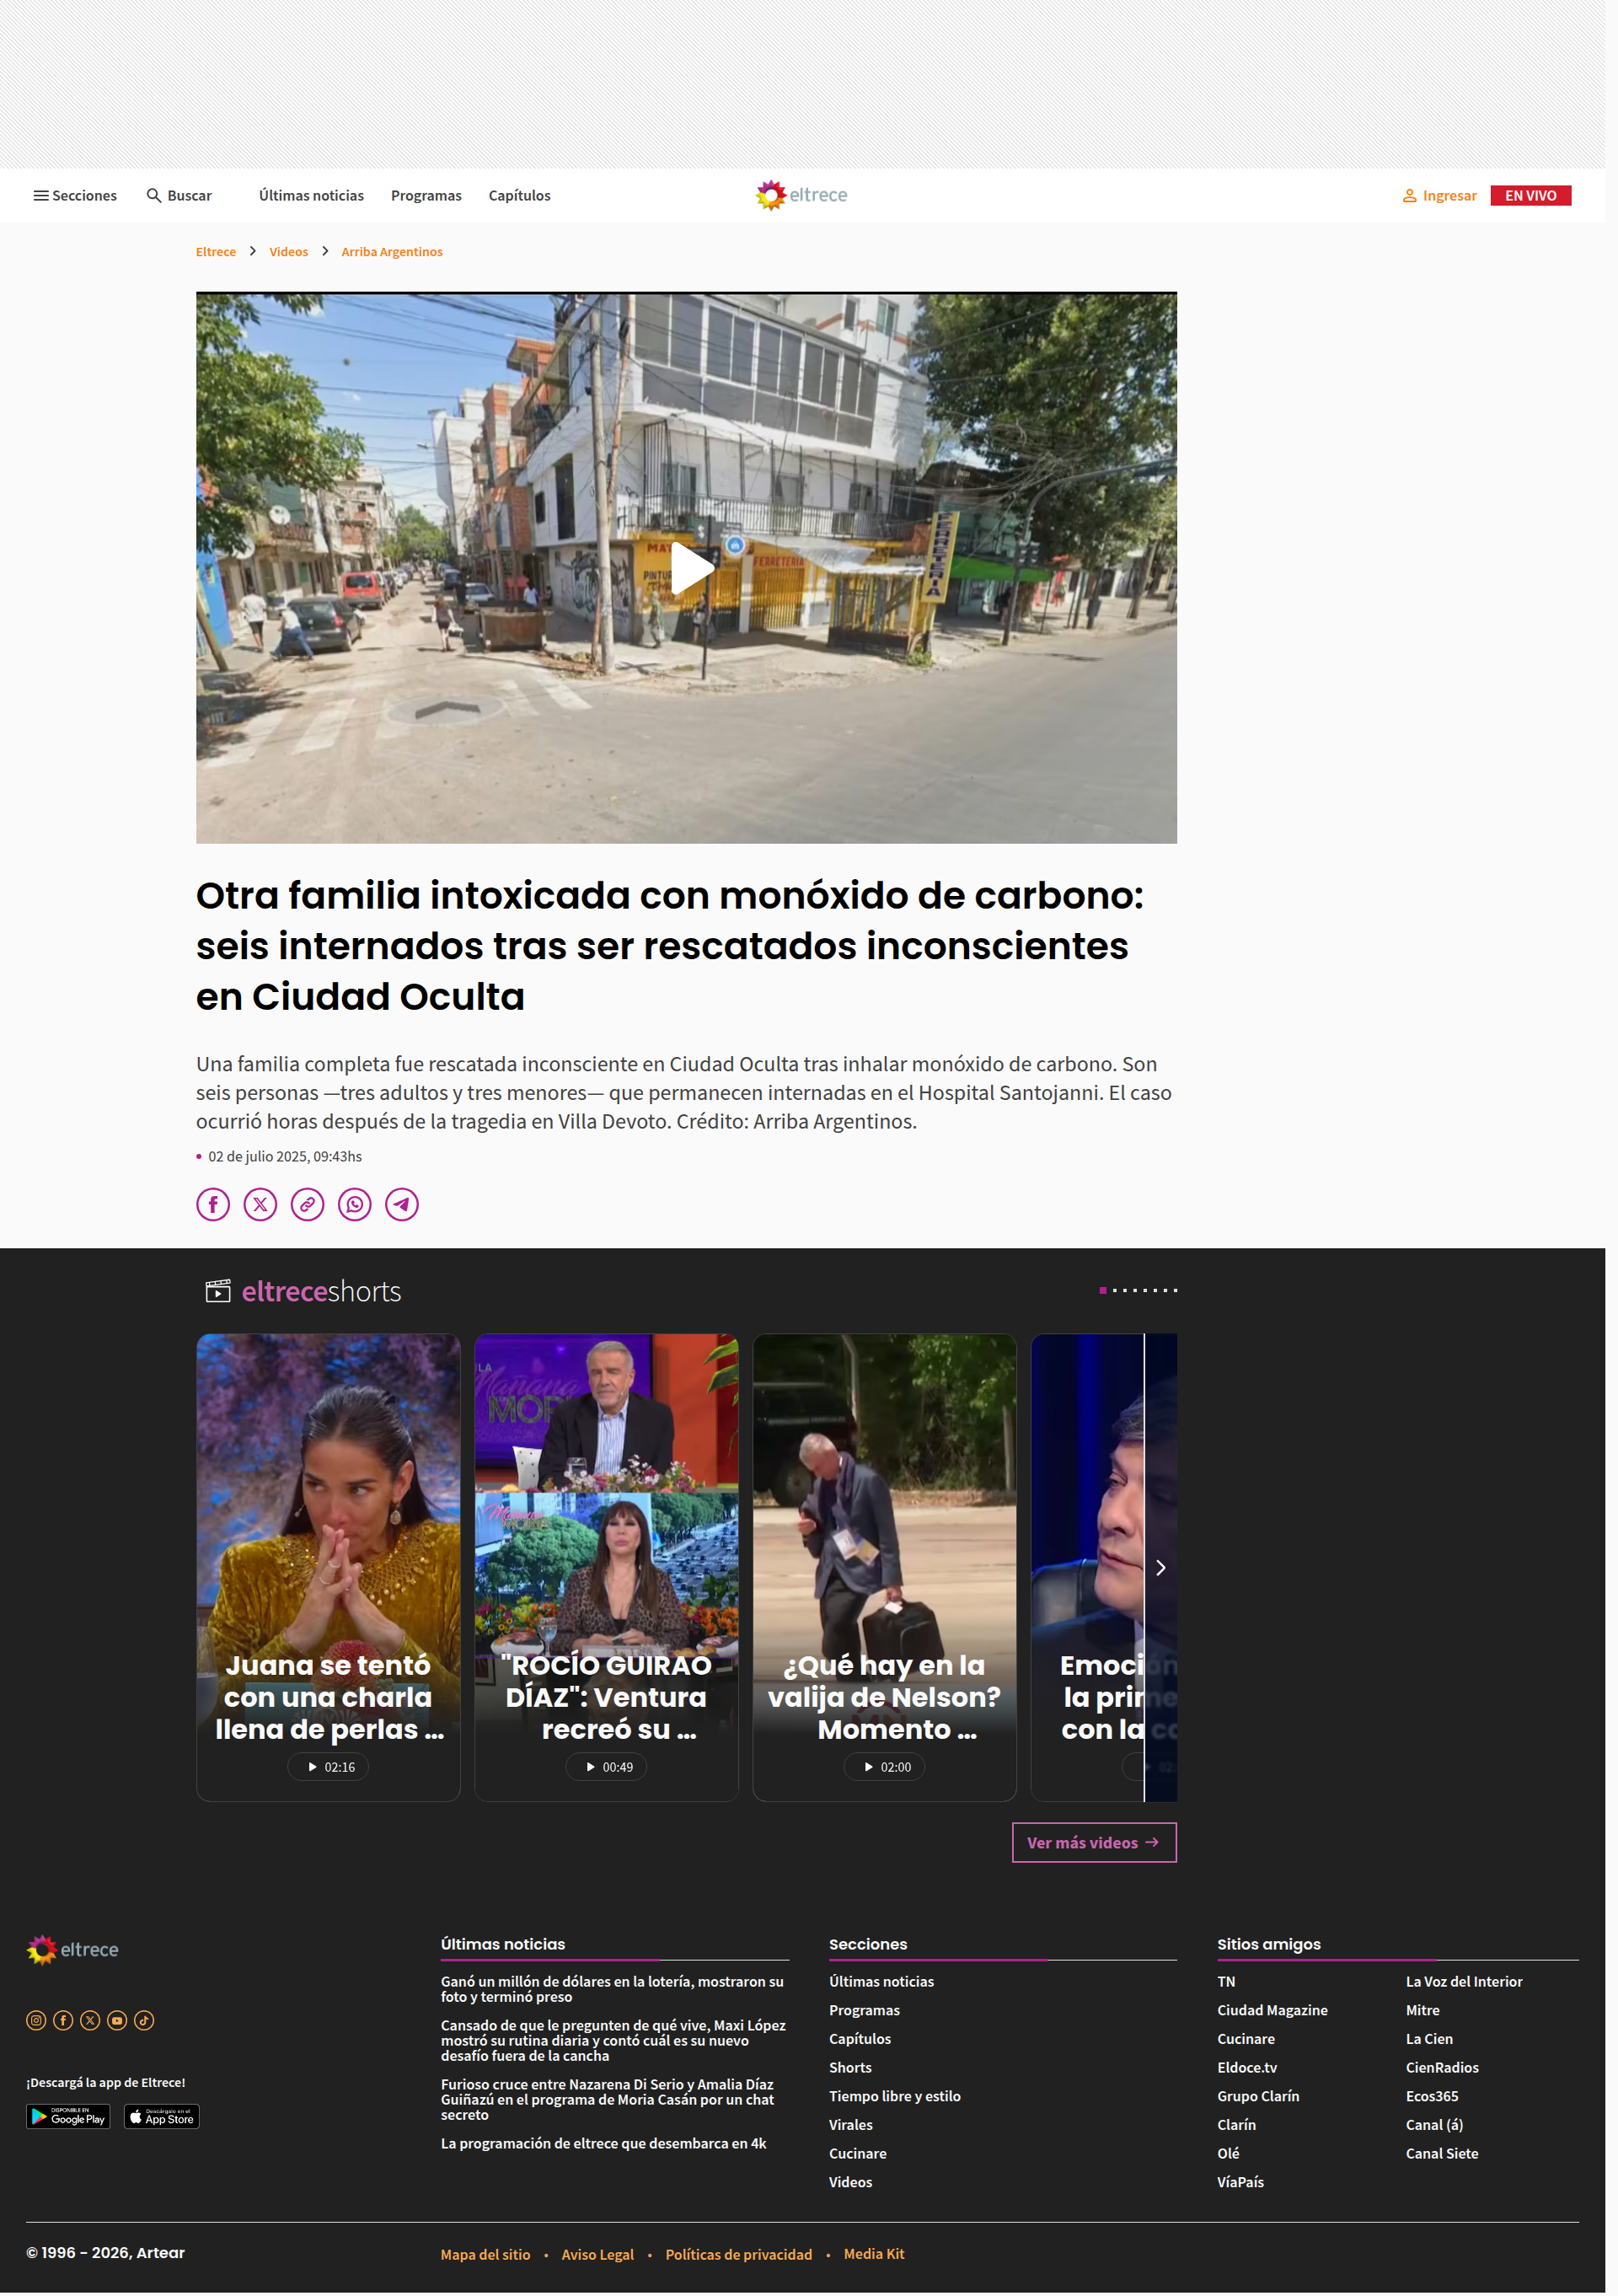 Secciones
Buscar
Últimas noticias
Programas
Capítulos
eltrece
Ingresar
EN VIVO
Eltrece
Videos
Arriba Argentinos
FERRETERIA
FERRETERIA
Otra familia intoxicada con monóxido de carbono:
seis internados tras ser rescatados inconscientes
en Ciudad Oculta
Una familia completa fue rescatada inconsciente en Ciudad Oculta tras inhalar monóxido de carbono. Son
seis personas —tres adultos y tres menores— que permanecen internadas en el Hospital Santojanni. El caso
ocurrió horas después de la tragedia en Villa Devoto. Crédito: Arriba Argentinos.
02 de julio 2025, 09:43hs
eltreceshorts
Juana se tentó
con una charla
llena de perlas ...
02:16
"ROCÍO GUIRAO
DÍAZ": Ventura
recreó su ...
00:49
¿Qué hay en la
valija de Nelson?
Momento ...
02:00
Emoción
la prime
con la
Ver más videos
eltrece
¡Descargá la app de Eltrece!
DISPONIBLE EN
Google Play
Descárgalo en el
App Store
Últimas noticias
Ganó un millón de dólares en la lotería, mostraron su
foto y terminó preso
Cansado de que le pregunten de qué vive, Maxi López
mostró su rutina diaria y contó cuál es su nuevo
desafío fuera de la cancha
Furioso cruce entre Nazarena Di Serio y Amalia Díaz
Guiñazú en el programa de Moria Casán por un chat
secreto
La programación de eltrece que desembarca en 4k
Secciones
Últimas noticias
Programas
Capítulos
Shorts
Tiempo libre y estilo
Virales
Cucinare
Videos
Sitios amigos
TN
Ciudad Magazine
Cucinare
Eldoce.tv
Grupo Clarín
Clarín
Olé
VíaPaís
La Voz del Interior
Mitre
La Cien
CienRadios
Ecos365
Canal (á)
Canal Siete
© 1996 - 2026, Artear
Mapa del sitio • Aviso Legal • Políticas de privacidad • Media Kit